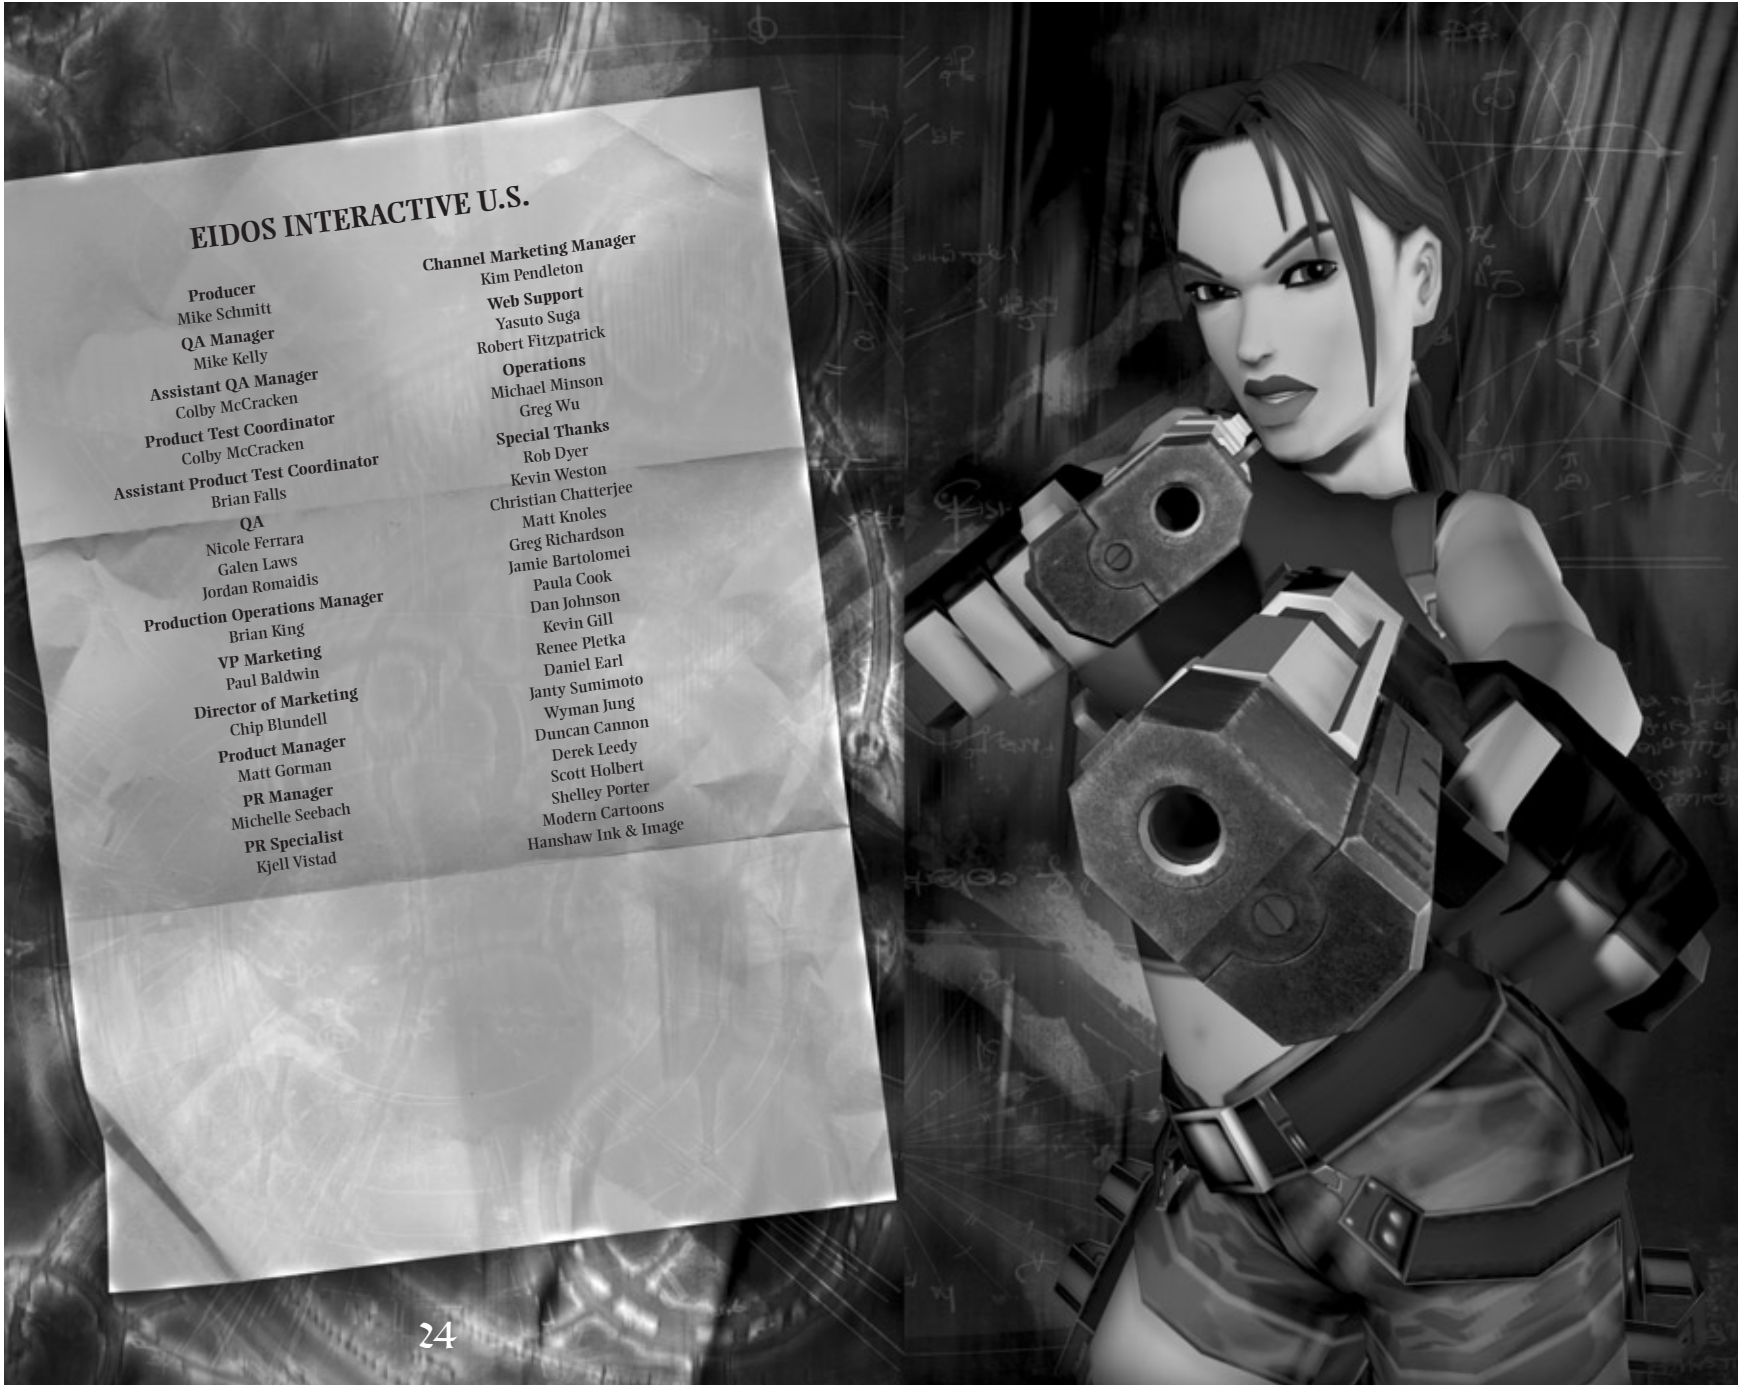 EIDOS INTERACTIVE U.S.
Producer
Mike Schmitt
QA Manager
Mike Kelly
Assistant QA Manager
Colby McCracken
Product Test Coordinator
Colby McCracken
Assistant Product Test Coordinator
Brian Falls
QA
Nicole Ferrara
Galen Laws
Jordan Romaidis
Production Operations Manager
Brian King
VP Marketing
Paul Baldwin
Director of Marketing
Chip Blundell
Product Manager
Matt Gorman
PR Manager
Michelle Seebach
PR Specialist
Kjell Vistad
Channel Marketing Manager
Kim Pendleton
Web Support
Yasuto Suga
Robert Fitzpatrick
Operations
Michael Minson
Greg Wu
Special Thanks
Rob Dyer
Kevin Weston
Christian Chatterjee
Matt Knoles
Greg Richardson
Jamie Bartolomei
Paula Cook
Dan Johnson
Kevin Gill
Renee Pletka
Daniel Earl
Janty Sumimoto
Wyman Jung
Duncan Cannon
Derek Leedy
Scott Holbert
Shelley Porter
Modern Cartoons
Hanshaw Ink & Image
24